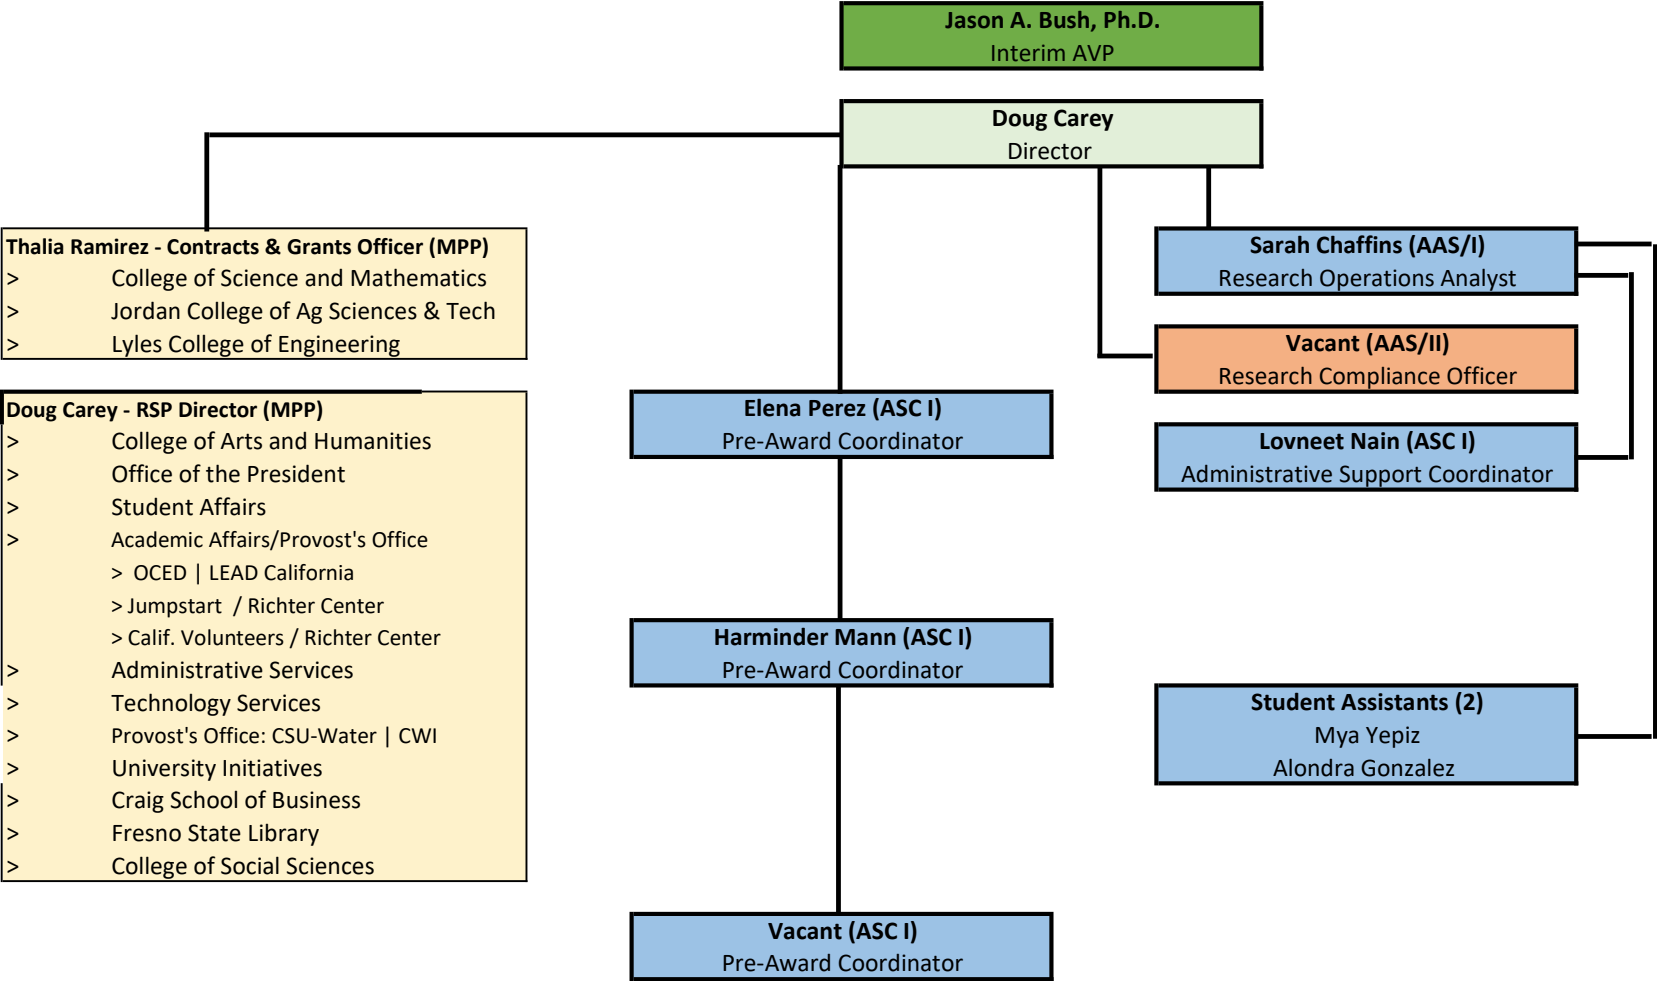 Jason A. Bush, Ph.D.
Interim AVP
Doug Carey
Director
Thalia Ramirez - Contracts & Grants Officer (MPP)
> College of Science and Mathematics
> Jordan College of Ag Sciences & Tech
> Lyles College of Engineering
Doug Carey - RSP Director (MPP)
> College of Arts and Humanities
> Office of the President
> Student Affairs
> Academic Affairs/Provost's Office
> OCED | LEAD California
> Jumpstart / Richter Center
> Calif. Volunteers / Richter Center
> Administrative Services
> Technology Services
> Provost's Office: CSU-Water | CWI
> University Initiatives
> Craig School of Business
> Fresno State Library
> College of Social Sciences
Elena Perez (ASC I)
Pre-Award Coordinator
Harminder Mann (ASC I)
Pre-Award Coordinator
Vacant (ASC I)
Pre-Award Coordinator
Sarah Chaffins (AAS/I)
Research Operations Analyst
Vacant (AAS/II)
Research Compliance Officer
Lovneet Nain (ASC I)
Administrative Support Coordinator
Student Assistants (2)
Mya Yepiz
Alondra Gonzalez